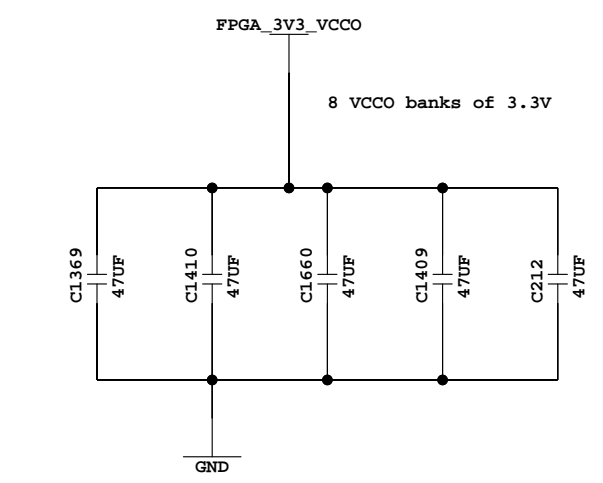 FPGA_3V3_VCCO
8 VCCO banks of 3.3V
C1369
47UF
C1410
47UF
C1660
47UF
C1409
47UF
C212
47UF
GND